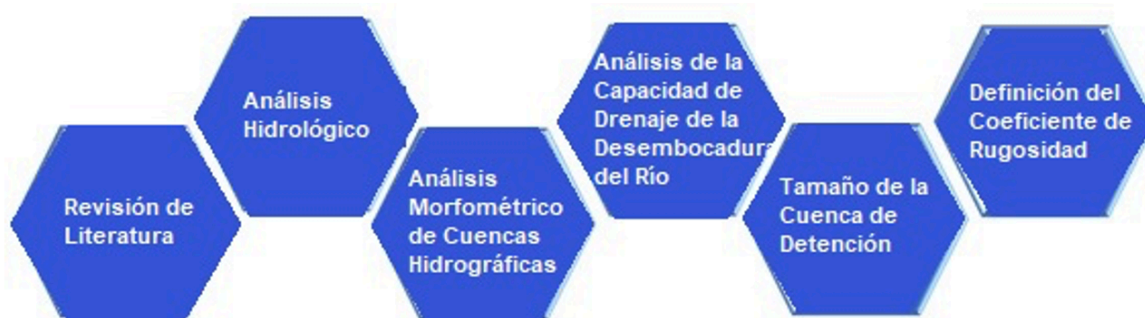 Revisión de
Literatura
Análisis
Hidrológico
Análisis
Morfométrico
de Cuencas
Hidrográficas
Análisis de la
Capacidad de
Drenaje de la
Desembocadura
del Río
Tamaño de la
Cuenca de
Detención
Definición del
Coeficiente de
Rugosidad